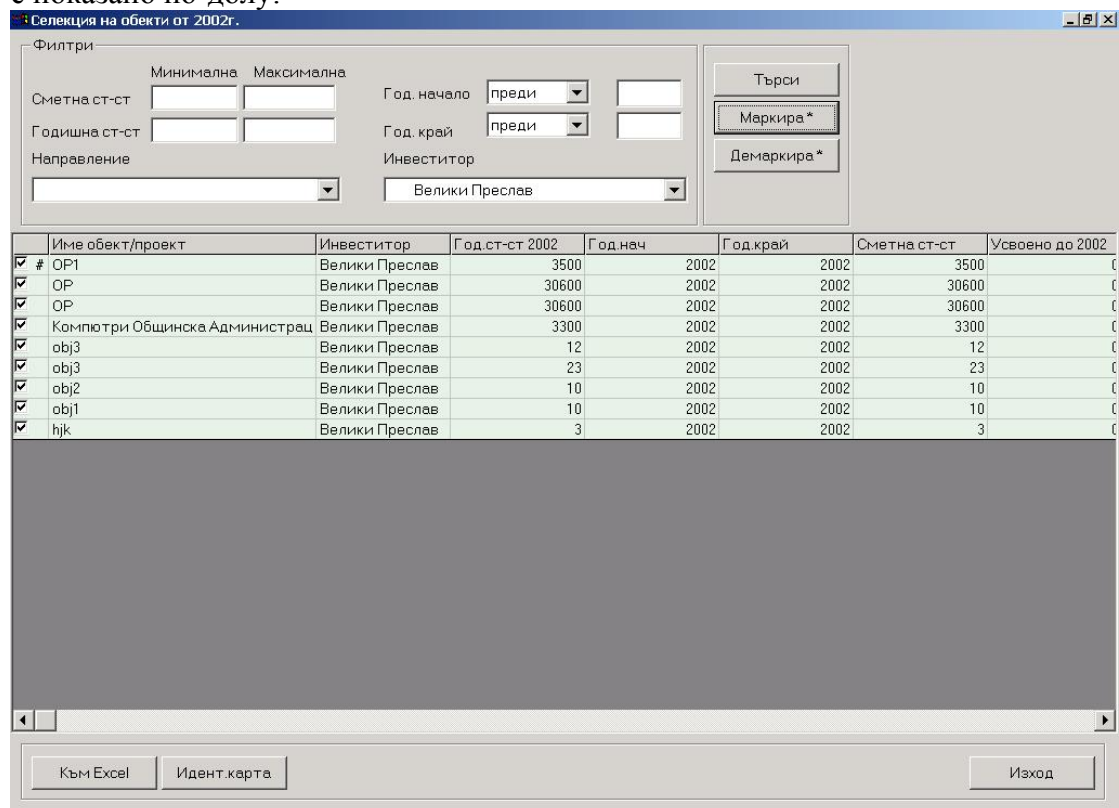 е показано по-долу:
Селекция на обекти от 2002г.
Филтри
Минимална Максимална
Сметна ст-ст
Год. начало преди
Търси
Годишна ст-ст
Год. край преди
Маркира*
Направление
Инвеститор
Демаркира*
Велики Преслав
Име обект/проект Инвеститор Год.ст-ст 2002 Год.нач Год.край Сметна ст-ст Усвоено до 2002
# OP1 Велики Преслав 3500 2002 2002 3500
OP Велики Преслав 30600 2002 2002 30600
OP Велики Преслав 30600 2002 2002 30600
Компютри Общинска Администрац Велики Преслав 3300 2002 2002 3300
obj3 Велики Преслав 12 2002 2002 12
obj3 Велики Преслав 23 2002 2002 23
obj2 Велики Преслав 10 2002 2002 10
obj1 Велики Преслав 10 2002 2002 10
hjk Велики Преслав 3 2002 2002 3
Към Excel Идент.карта Изход